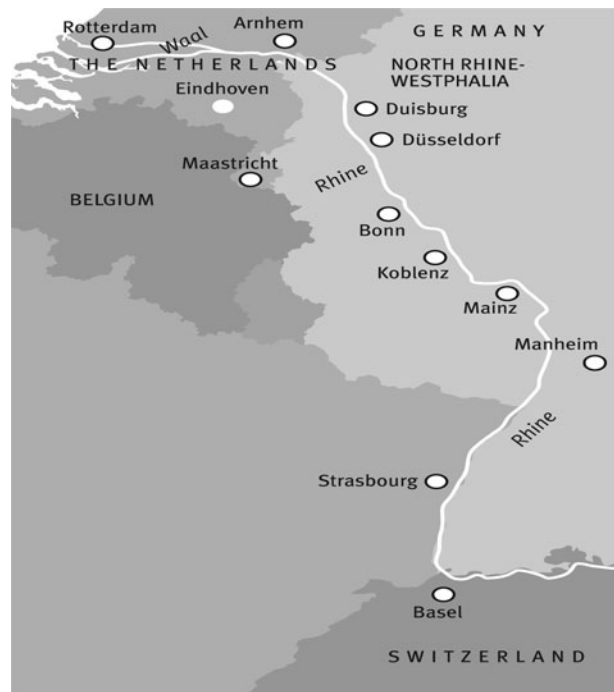 Rotterdam
Arnhem
Waal
GERMANY
THE NETHERLANDS
NORTH RHINE-
WESTPHALIA
Eindhoven
Duisburg
Düsseldorf
Maastricht
Rhine
BELGIUM
Bonn
Koblenz
Mainz
Manheim
Rhine
Strasbourg
Basel
SWITZERLAND